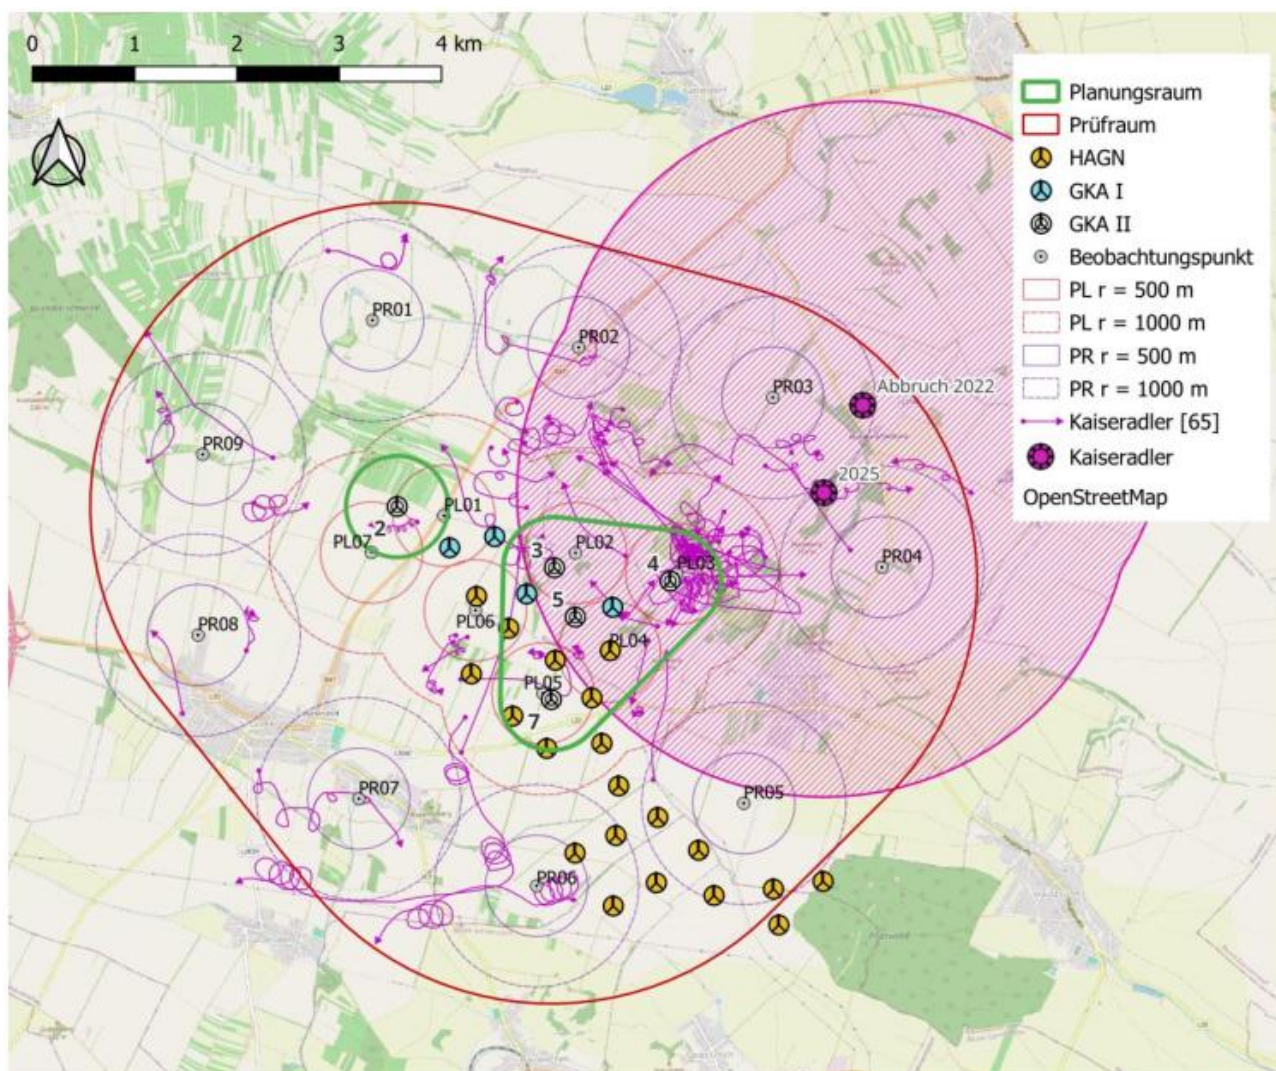 0 1 2 3 4 km
Planungsraum
Prüfraum
HAGN
GKA I
GKA II
Beobachtungspunkt
PL r = 500 m
PL r = 1000 m
PR r = 500 m
PR r = 1000 m
Kaiseradler [65]
Kaiseradler
OpenStreetMap
PR01
PR02
PR03
Abbruch 2022
PR09
2025
PL01
2
PL07
3
PL02
4
PL03
PR04
5
PL06
PR08
PL04
PL05
7
PR07
PR05
PR06